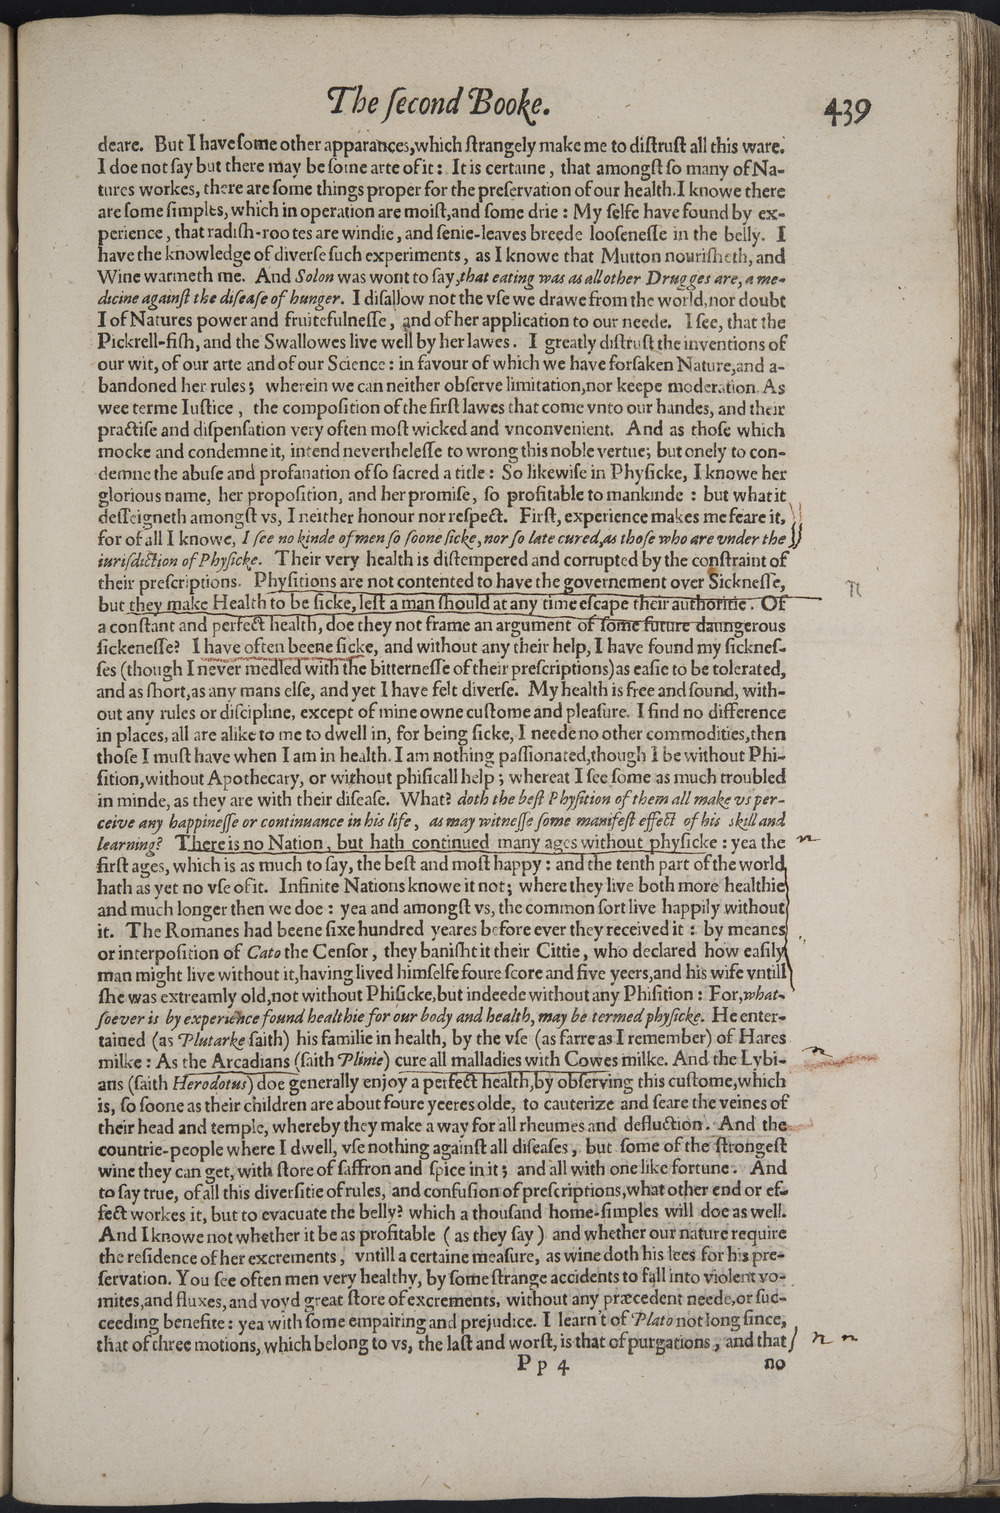 The ſecond Booke.
439
deare. But I have ſome other apparances, which ſtrangely make me to diſtruſt all this ware.
I doe not ſay but there may be ſome arte of it: It is certaine, that amongſt ſo many of Na-
tures workes, there are ſome things proper for the preſervation of our health. I knowe there
are ſome ſimples, which in operation are moiſt, and ſome drie: My ſelfe have found by ex-
perience, that radiſh-rootes are windie, and ſenie-leaves breede looſeneſſe in the belly. I
have the knowledge of diverſe ſuch experiments, as I knowe that Mutton nouriſheth, and
Wine warmeth me. And Solon was wont to ſay, that eating was as all other Drugges are, a me-
dicine againſt the diſeaſe of hunger. I diſallow not the vſe we drawe from the world, nor doubt
I of Natures power and fruitefulneſſe, and of her application to our neede. I ſee, that the
Pickrell-fiſh, and the Swallowes live well by her lawes. I greatly diſtruſt the inventions of
our wit, of our arte and of our Science: in favour of which we have forſaken Nature, and a-
bandoned her rules; wherein we can neither obſerve limitation, nor keepe moderation. As
wee terme Iuſtice, the compoſition of the firſt lawes that come vnto our handes, and their
practiſe and diſpenſation very often moſt wicked and vnconvenient. And as thoſe which
mocke and condemne it, intend nevertheleſſe to wrong this noble vertue; but onely to con-
demne the abuſe and profanation of ſo ſacred a title: So likewiſe in Phyſicke, I knowe her
glorious name, her propoſition, and her promiſe, ſo profitable to mankinde: but what it
deſſeigneth amongſt vs, I neither honour nor reſpect. Firſt, experience makes me feare it,
for of all I knowe, I ſee no kinde of men ſo ſoone ſicke, nor ſo late cured, as thoſe who are vnder the
iuriſdiction of Phyſicke. Their very health is diſtempered and corrupted by the conſtraint of
their preſcriptions. Phyſitions are not contented to have the governement over Sickneſſe,
but they make Health to be ſicke, leſt a man ſhould at any time eſcape their authoritie. Of
a conſtant and perfect health, doe they not frame an argument of ſome future daungerous
ſickeneſſe? I have often beene ſicke, and without any their help, I have found my ſickneſ-
ſes (though I never medled with the bitterneſſe of their preſcriptions) as eaſie to be tolerated,
and as ſhort, as any mans elſe, and yet I have felt diverſe. My health is free and ſound, with-
out any rules or diſcipline, except of mine owne cuſtome and pleaſure. I find no difference
in places, all are alike to me to dwell in, for being ſicke, I neede no other commodities, then
thoſe I muſt have when I am in health. I am nothing paſſionated, though I be without Phi-
ſition, without Apothecary, or without phiſicall help; whereat I ſee ſome as much troubled
in minde, as they are with their diſeaſe. What? doth the beſt Phyſition of them all make vs per-
ceive any happineſſe or continuance in his life, as may witneſſe ſome manifeſt effect of his skill and
learning? There is no Nation, but hath continued many ages without phyſicke: yea the
firſt ages, which is as much to ſay, the beſt and moſt happy: and the tenth part of the world
hath as yet no vſe of it. Infinite Nations knowe it not; where they live both more healthie
and much longer then we doe: yea and amongſt vs, the common ſort live happily without
it. The Romanes had beene ſixe hundred yeares before ever they received it: by meanes
or interpoſition of Cato the Cenſor, they baniſht it their Cittie, who declared how eaſily
man might live without it, having lived himſelfe foure ſcore and five yeers, and his wife vntill
ſhe was extreamly old, not without Phiſicke, but indeede without any Phiſition: For, what-
ſoever is by experience found healthie for our body and health, may be termed phyſicke. He enter-
tained (as Plutarke ſaith) his familie in health, by the vſe (as farre as I remember) of Hares
milke: As the Arcadians (ſaith Plinie) cure all malladies with Cowes milke. And the Lybi-
ans (ſaith Herodotus) doe generally enjoy a perfect health, by obſerving this cuſtome, which
is, ſo ſoone as their children are about foure yeeres olde, to cauterize and ſeare the veines of
their head and temple, whereby they make a way for all rheumes and defluction. And the
countrie-people where I dwell, vſe nothing againſt all diſeaſes, but ſome of the ſtrongeſt
wine they can get, with ſtore of ſaffron and ſpice in it; and all with one like fortune. And
to ſay true, of all this diverſitie of rules, and confuſion of preſcriptions, what other end or ef-
fect workes it, but to evacuate the belly? which a thouſand home-ſimples will doe as well.
And I knowe not whether it be as profitable (as they ſay) and whether our nature require
the reſidence of her excrements, vntill a certaine meaſure, as wine doth his lees for his pre-
ſervation. You ſee often men very healthy, by ſome ſtrange accidents to fall into violent vo-
mites, and fluxes, and voyd great ſtore of excrements, without any præcedent neede, or ſuc-
ceeding benefite: yea with ſome empairing and prejudice. I learn't of Plato not long ſince,
that of three motions, which belong to vs, the laſt and worſt, is that of purgations, and that
n n
Pp 4
no